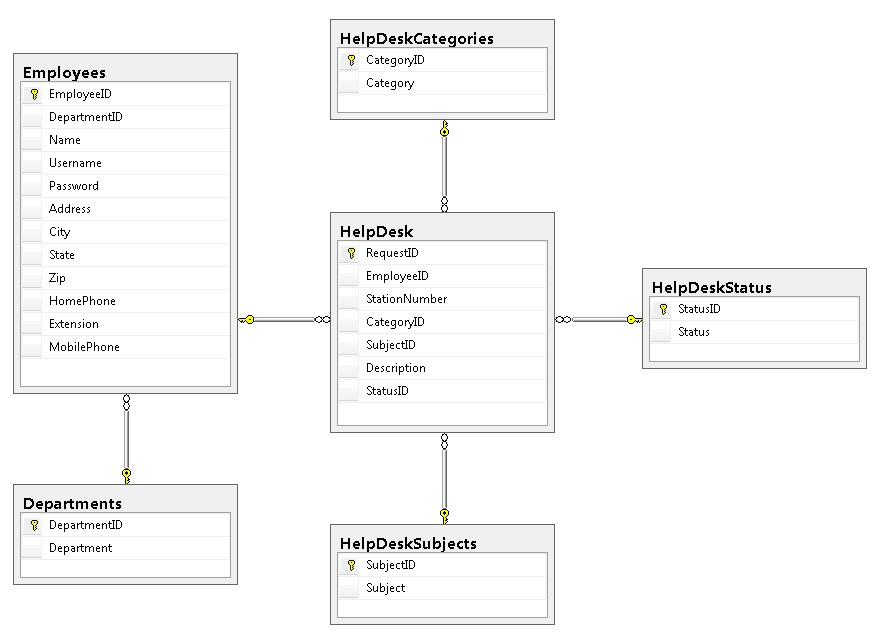 Employees
EmployeeID
DepartmentID
Name
Username
Password
Address
City
State
Zip
HomePhone
Extension
MobilePhone
Departments
DepartmentID
Department
HelpDeskCategories
CategoryID
Category
HelpDesk
RequestID
EmployeeID
StationNumber
CategoryID
SubjectID
Description
StatusID
HelpDeskSubjects
SubjectID
Subject
HelpDeskStatus
StatusID
Status